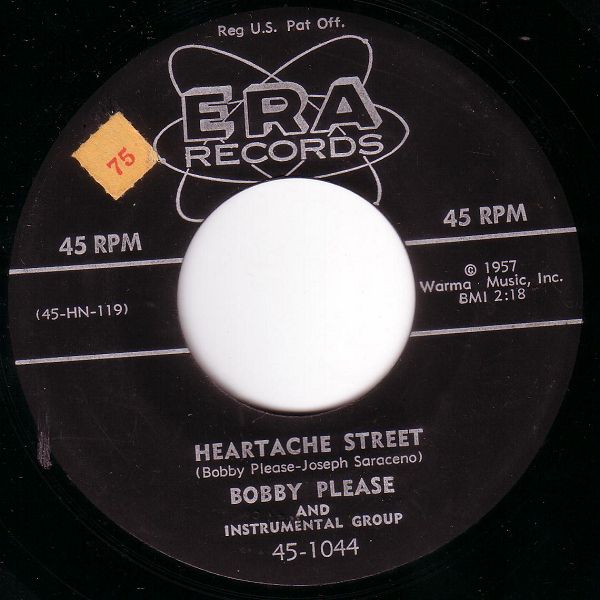 Reg U.S. Pat Off.
ERA
RECORDS
75
45 RPM
45 RPM
(45-HN-119)
© 1957
Warma Music, Inc.
BMI 2:18
HEARTACHE STREET
(Bobby Please-Joseph Saraceno)
BOBBY PLEASE
AND
INSTRUMENTAL GROUP
45-1044